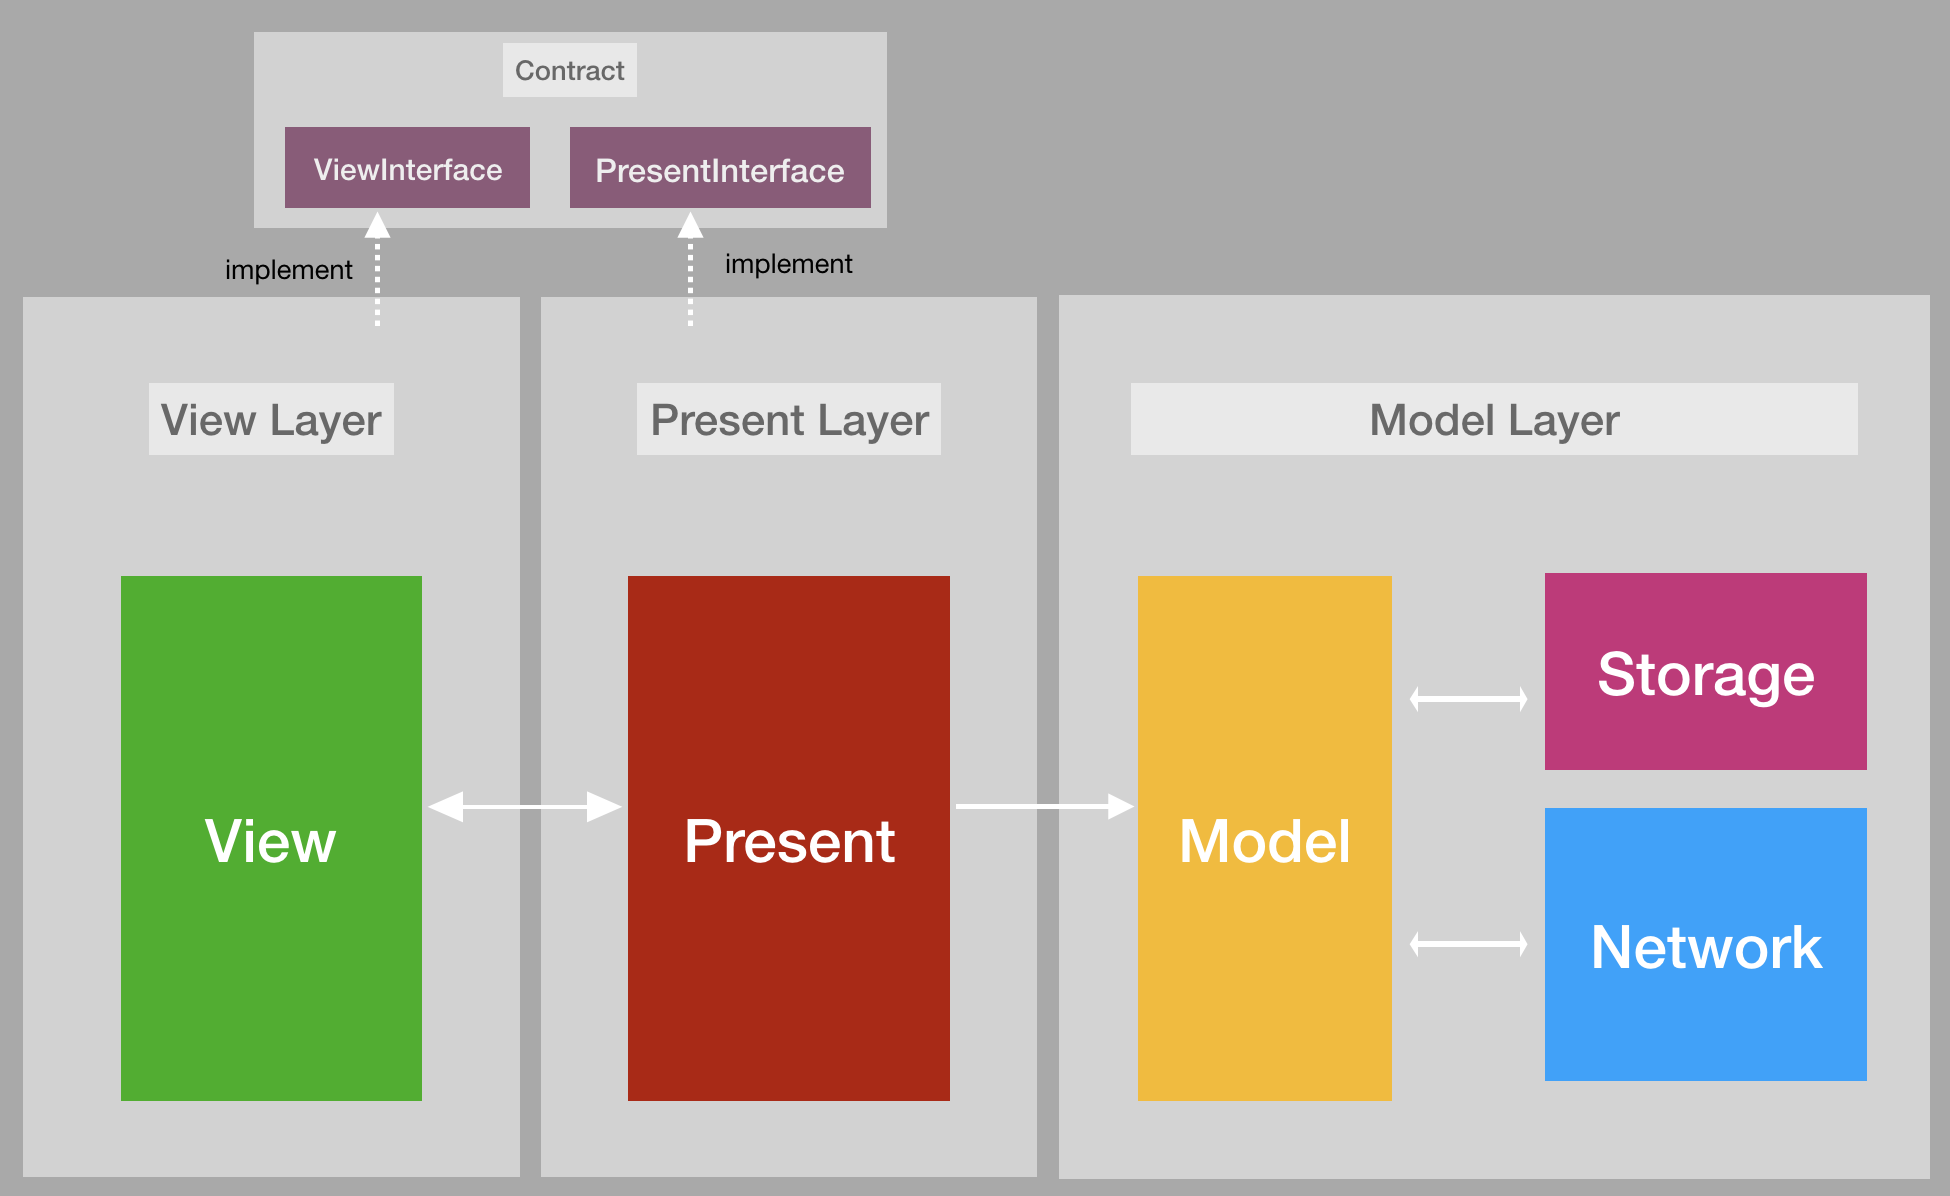 Contract
ViewInterface
PresentInterface
implement
implement
View Layer
Present Layer
Model Layer
View
Present
Model
Storage
Network